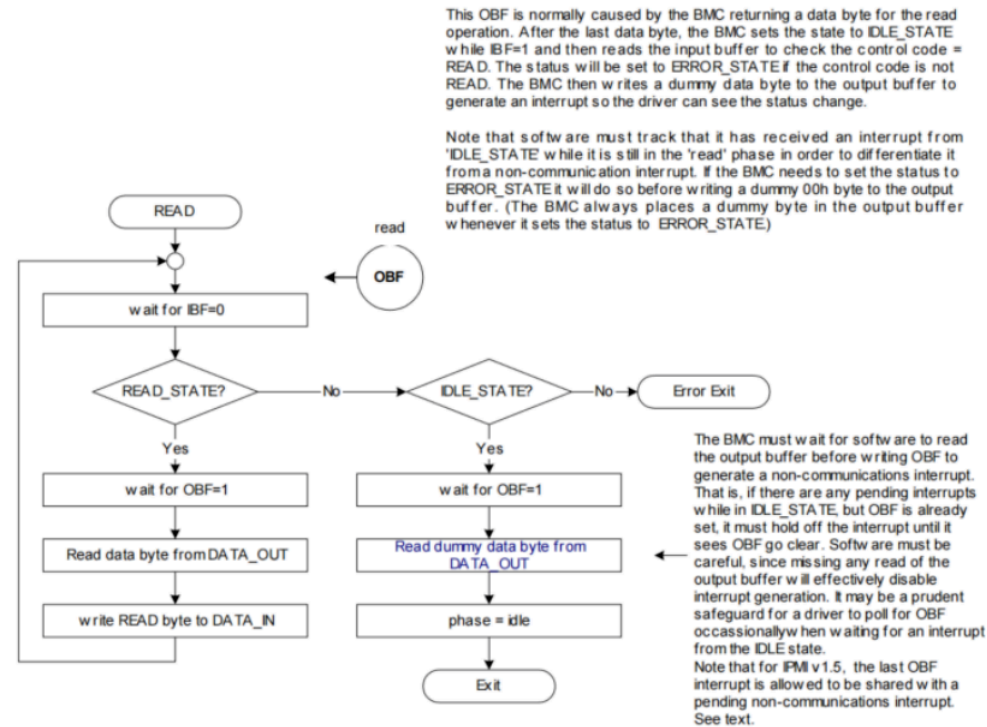 This OBF is normally caused by the BMC returning a data byte for the read
operation. After the last data byte, the BMC sets the state to IDLE_STATE
while IBF=1 and then reads the input buffer to check the control code =
READ. The status will be set to ERROR_STATE if the control code is not
READ. The BMC then writes a dummy data byte to the output buffer to
generate an interrupt so the driver can see the status change.
Note that software must track that it has received an interrupt from
'IDLE_STATE' while it is still in the 'read' phase in order to differentiate it
from a non-communication interrupt. If the BMC needs to set the status to
ERROR_STATE it will do so before writing a dummy 00h byte to the output
buffer. (The BMC always places a dummy byte in the output buffer
whenever it sets the status to ERROR_STATE.)
READ
read
OBF
wait for IBF=0
READ_STATE?
No
IDLE_STATE?
No
Error Exit
Yes
Yes
wait for OBF=1
wait for OBF=1
Read data byte from DATA_OUT
Read dummy data byte from
DATA_OUT
write READ byte to DATA_IN
phase = idle
Exit
The BMC must wait for software to read
the output buffer before writing OBF to
generate a non-communications interrupt.
That is, if there are any pending interrupts
while in IDLE_STATE, but OBF is already
set, it must hold off the interrupt until it
sees OBF go clear. Software must be
careful, since missing any read of the
output buffer will effectively disable
interrupt generation. It may be a prudent
safeguard for a driver to poll for OBF
occassionally when waiting for an interrupt
from the IDLE state.
Note that for IPMI v1.5, the last OBF
interrupt is allowed to be shared with a
pending non-communications interrupt.
See text.